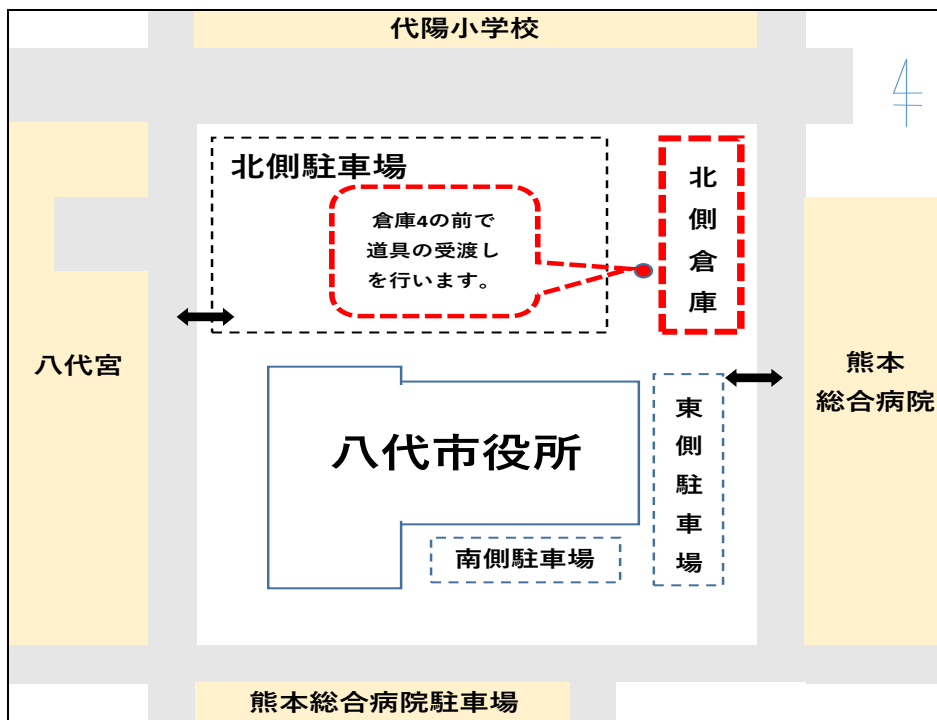 代陽小学校
北側駐車場
倉庫4の前で
道具の受渡し
を行います。
北側倉庫
八代宮
熊本
総合病院
八代市役所
東側駐車場
南側駐車場
熊本総合病院駐車場